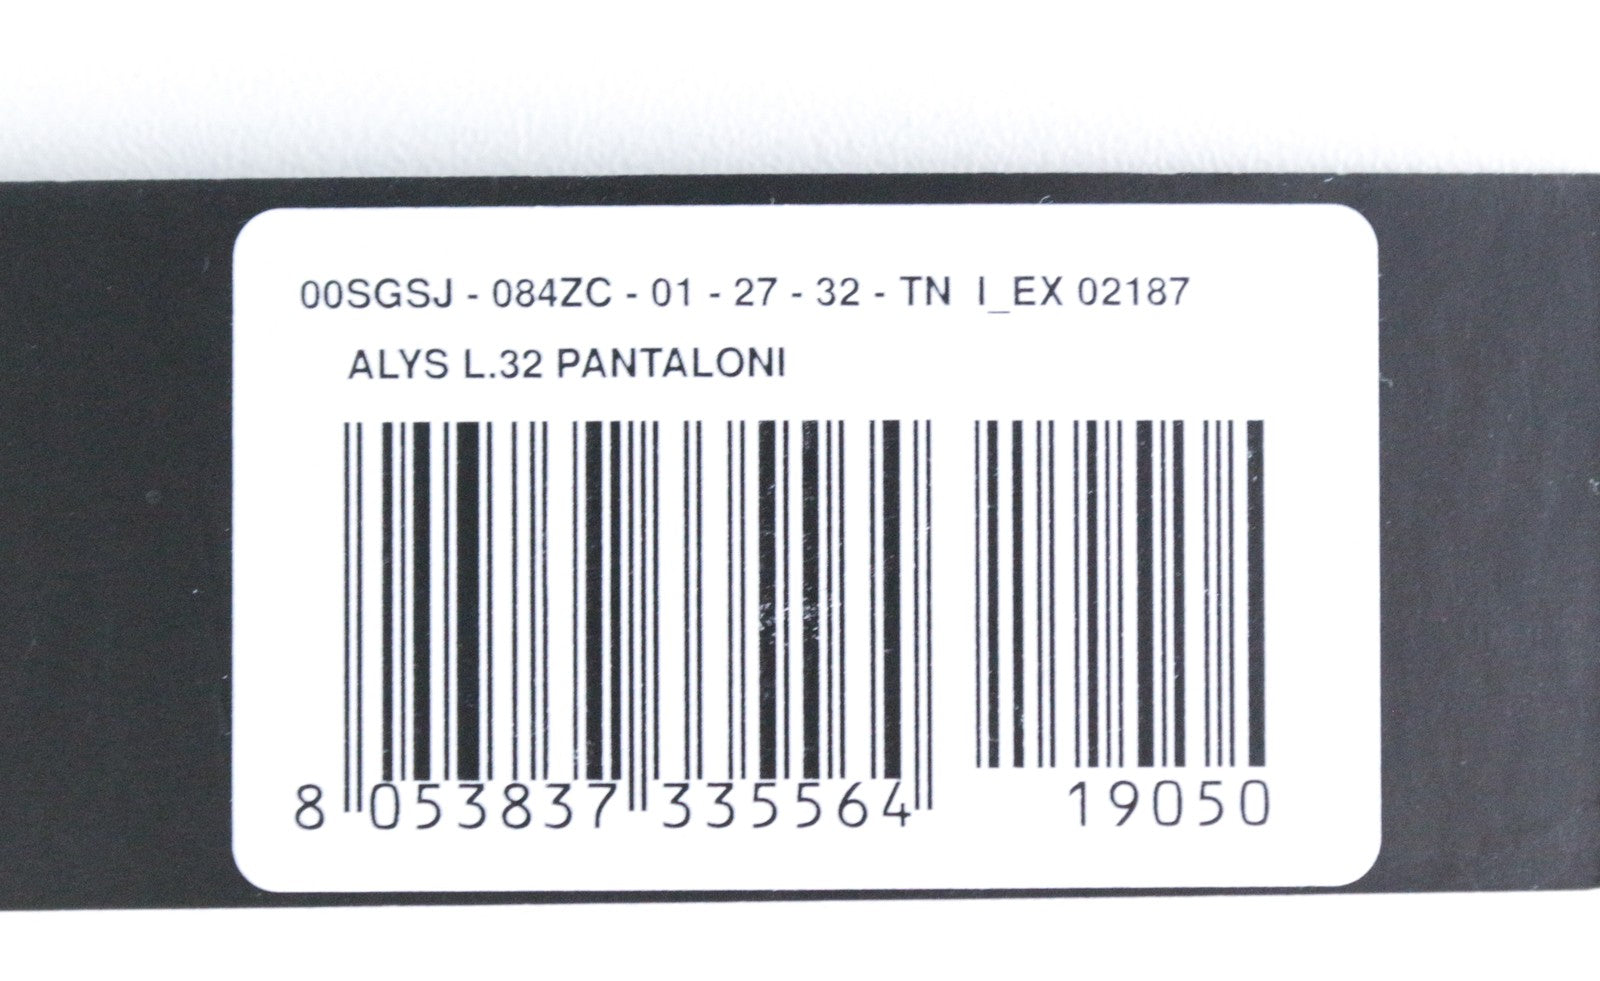 00SGSJ - 084ZC - 01 - 27 - 32 - TN I_EX 02187
ALYS L.32 PANTALONI
8 053837 335564 19050